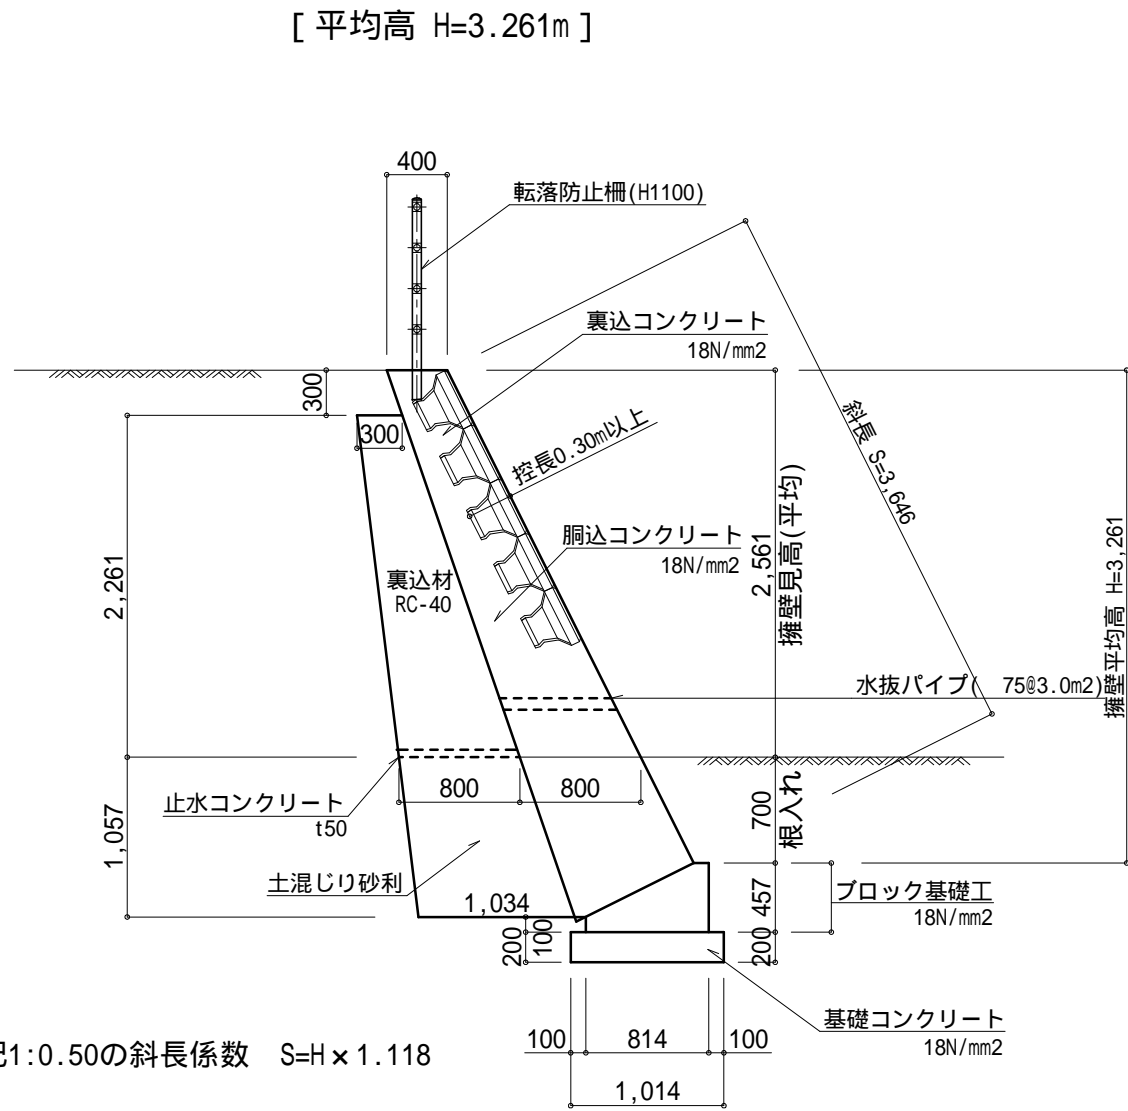 [ 平均高 H=3.261m ]
400
転落防止柵(H1100)
裏込コンクリート
18N/mm2
300
300
控長0.30m以上
斜長 S=3,646
胴込コンクリート
18N/mm2
2,561
擁壁見高(平均)
擁壁平均高 H=3,261
2,261
裏込材
RC-40
水抜パイプ( 75@3.0m2)
800
800
止水コンクリート
t50
700
根入れ
1,057
土混じり砂利
1,034
ブロック基礎工
18N/mm2
457
200
100
200
基礎コンクリート
18N/mm2
100
814
100
1,014
1:0.50の斜長係数 S=H×1.118